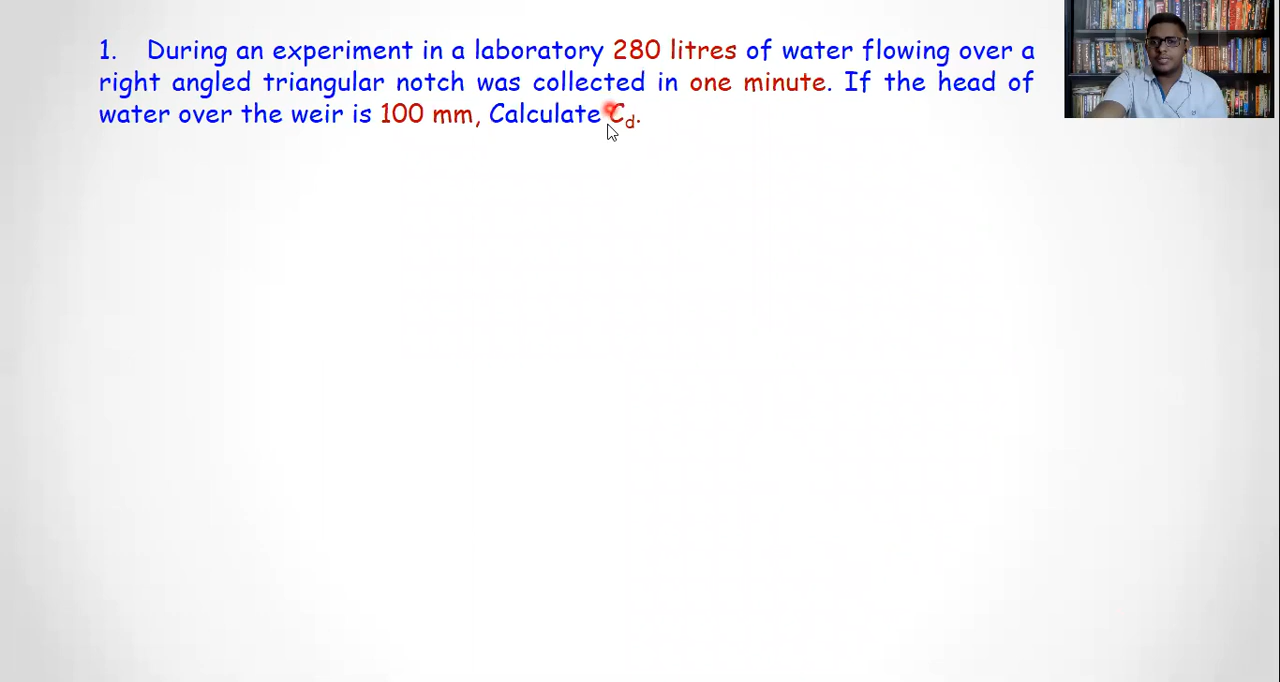 1. During an experiment in a laboratory 280 litres of water flowing over a
right angled triangular notch was collected in one minute. If the head of
water over the weir is 100 mm, Calculate Cd.